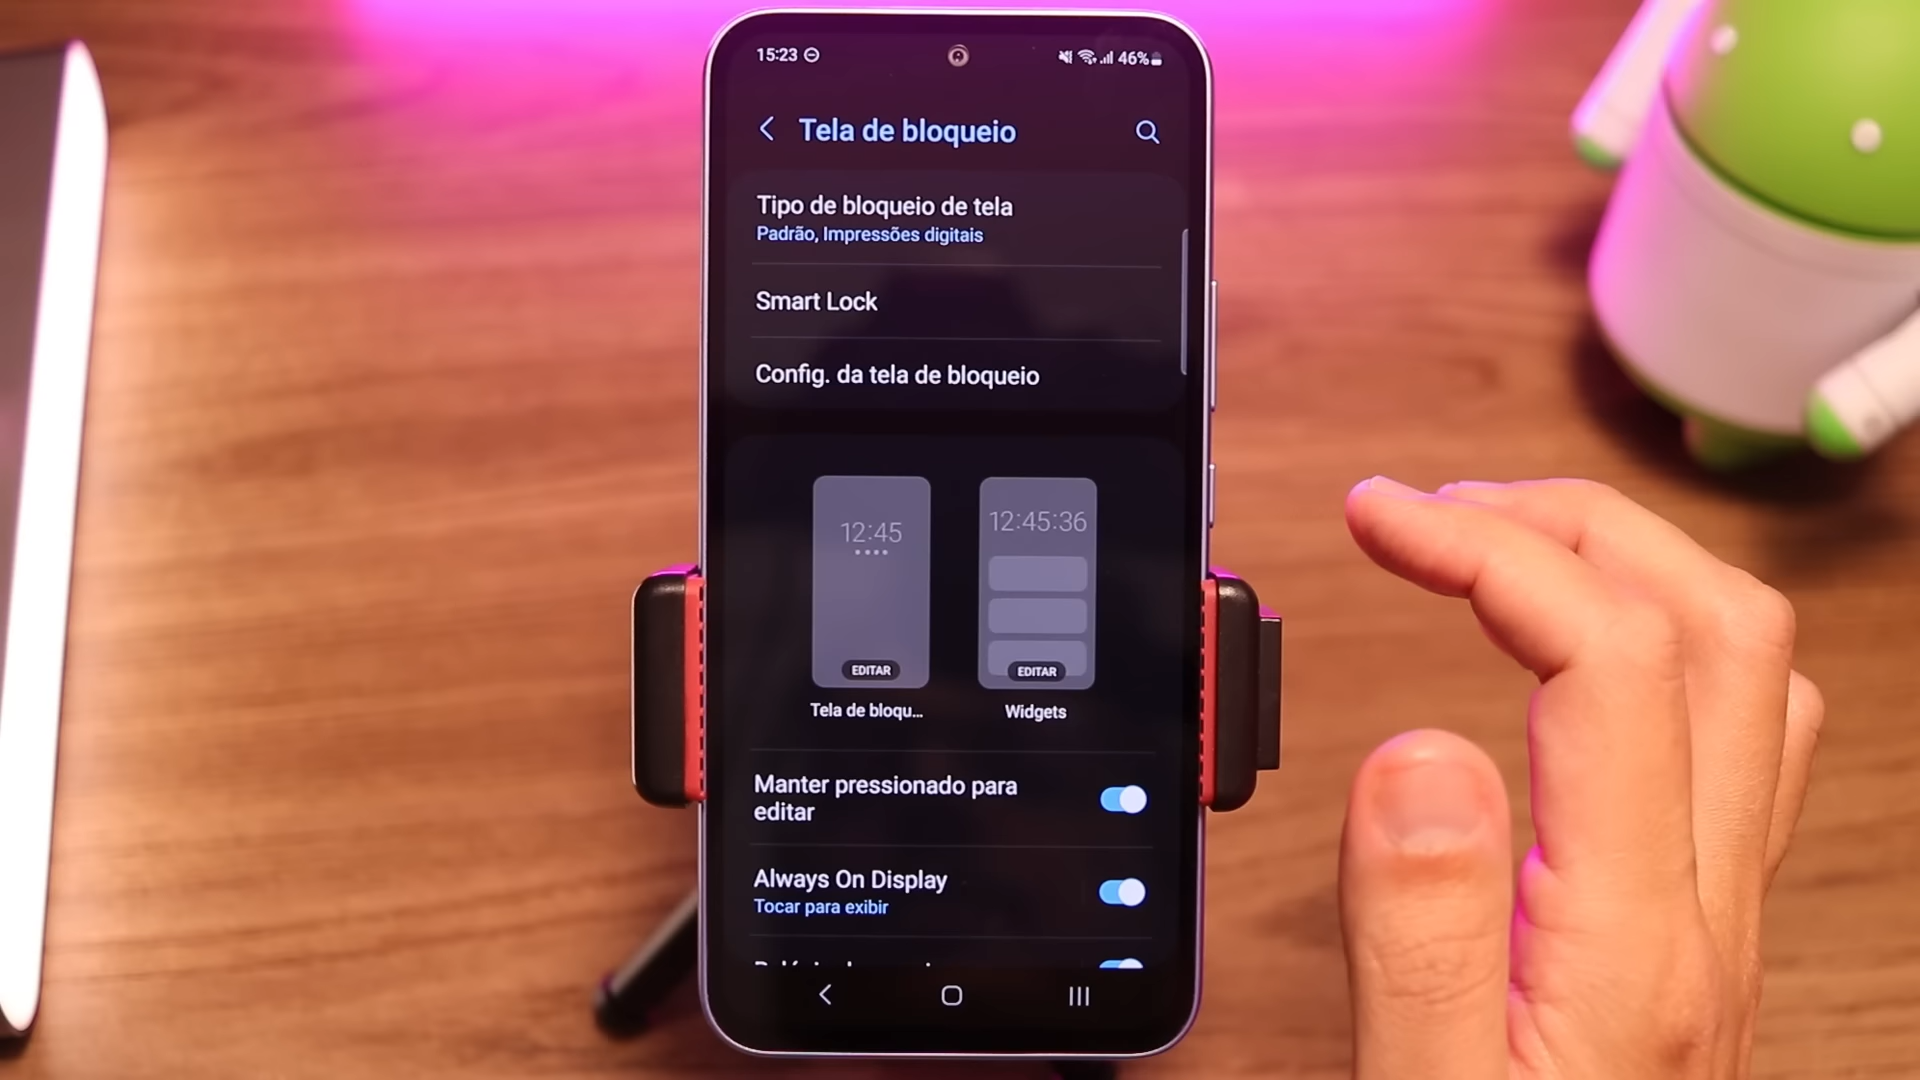 15:23
46%
Tela de bloqueio
Tipo de bloqueio de tela
Padrão, Impressões digitais
Smart Lock
Config. da tela de bloqueio
12:45
EDITAR
Tela de bloqu...
12:45:36
EDITAR
Widgets
Manter pressionado para
editar
Always On Display
Tocar para exibir